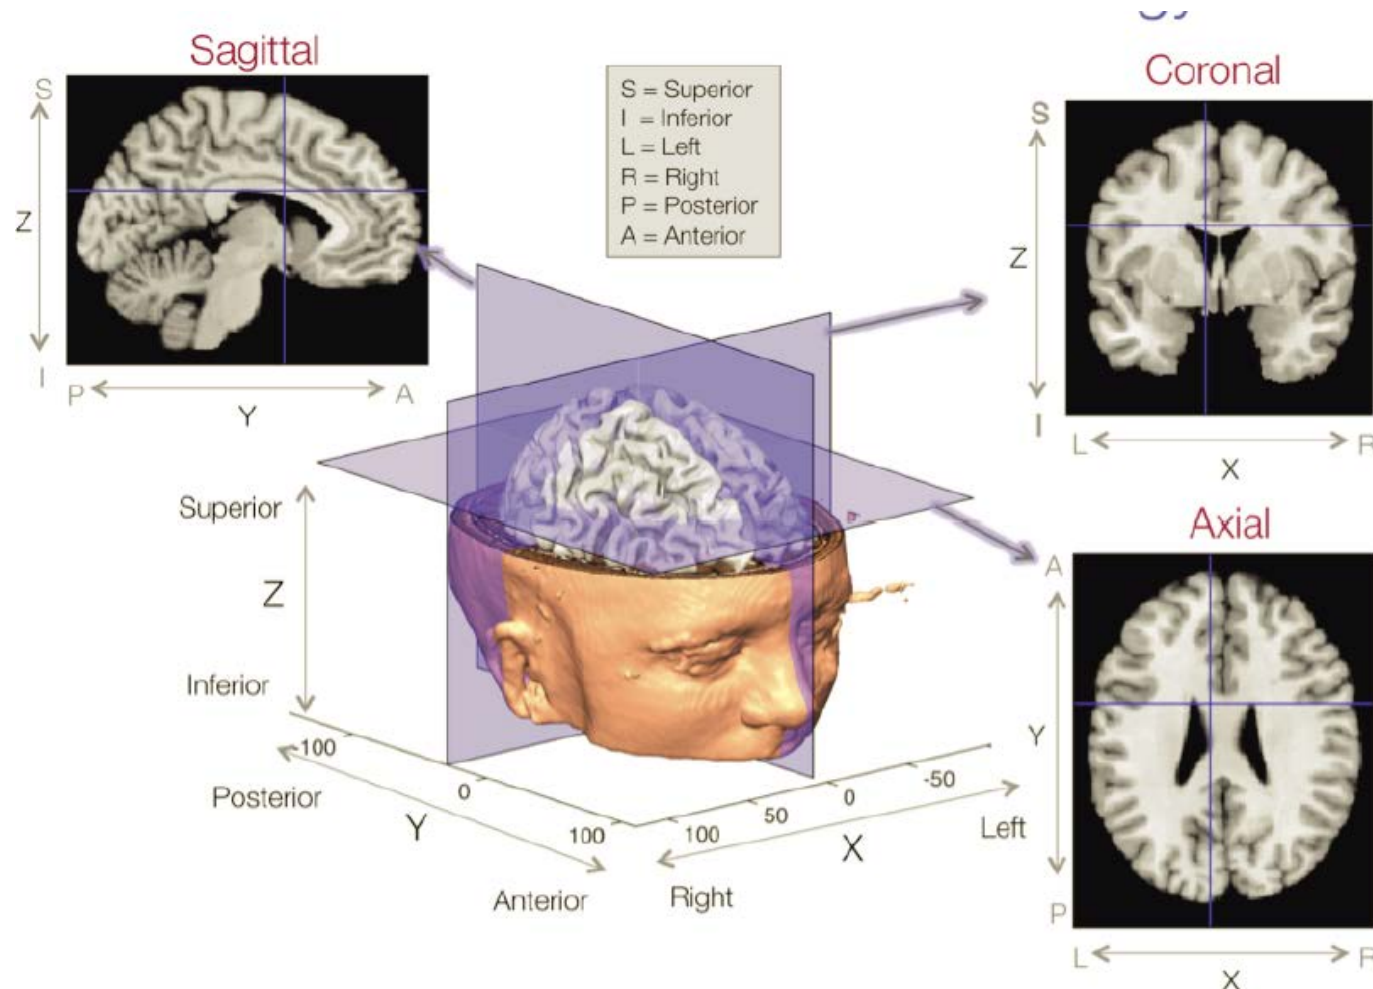 Sagittal
S
Z
I
P
A
Y
S = Superior
I = Inferior
L = Left
R = Right
P = Posterior
A = Anterior
Coronal
S
Z
I
L
R
X
Superior
Z
Inferior
-100
0
100
Posterior
Y
Anterior
100
50
0
-50
Right
X
Left
Axial
A
Y
P
L
R
X